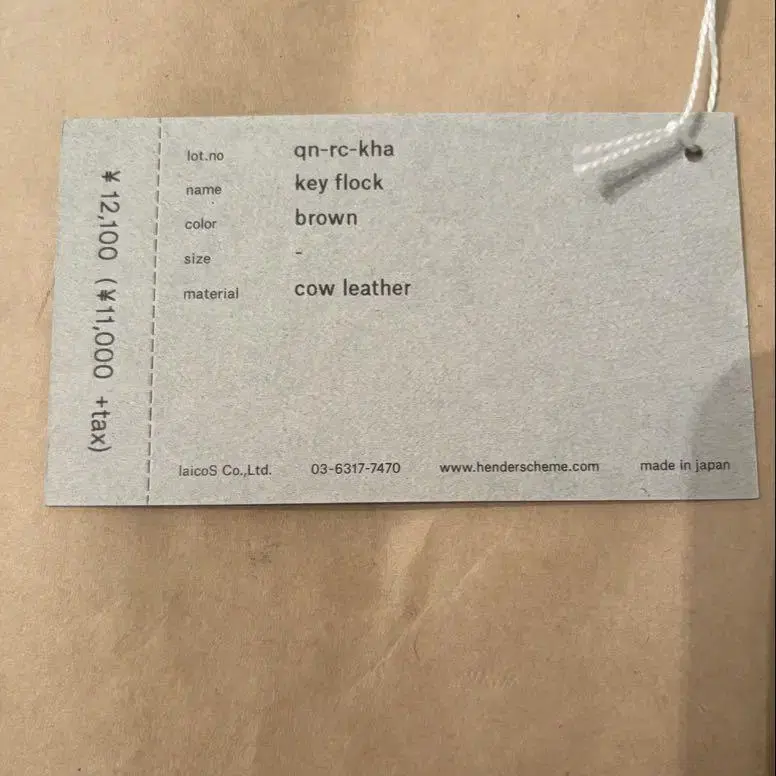 ¥12,100 (¥11,000 +tax)
lot.no qn-rc-kha
name key flock
color brown
size -
material cow leather
laicoS Co.,Ltd. 03-6317-7470 www.henderscheme.com made in japan